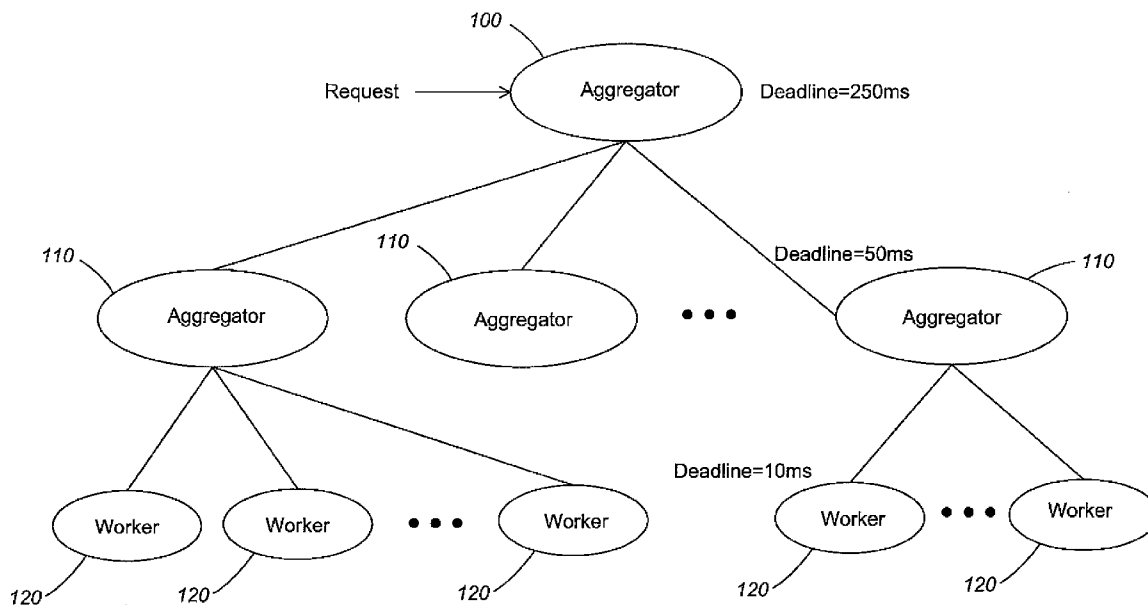 100
Request
Aggregator
Deadline=250ms
110
110
Deadline=50ms
110
Aggregator
Aggregator
Aggregator
Deadline=10ms
Worker
Worker
Worker
Worker
Worker
120
120
120
120
120